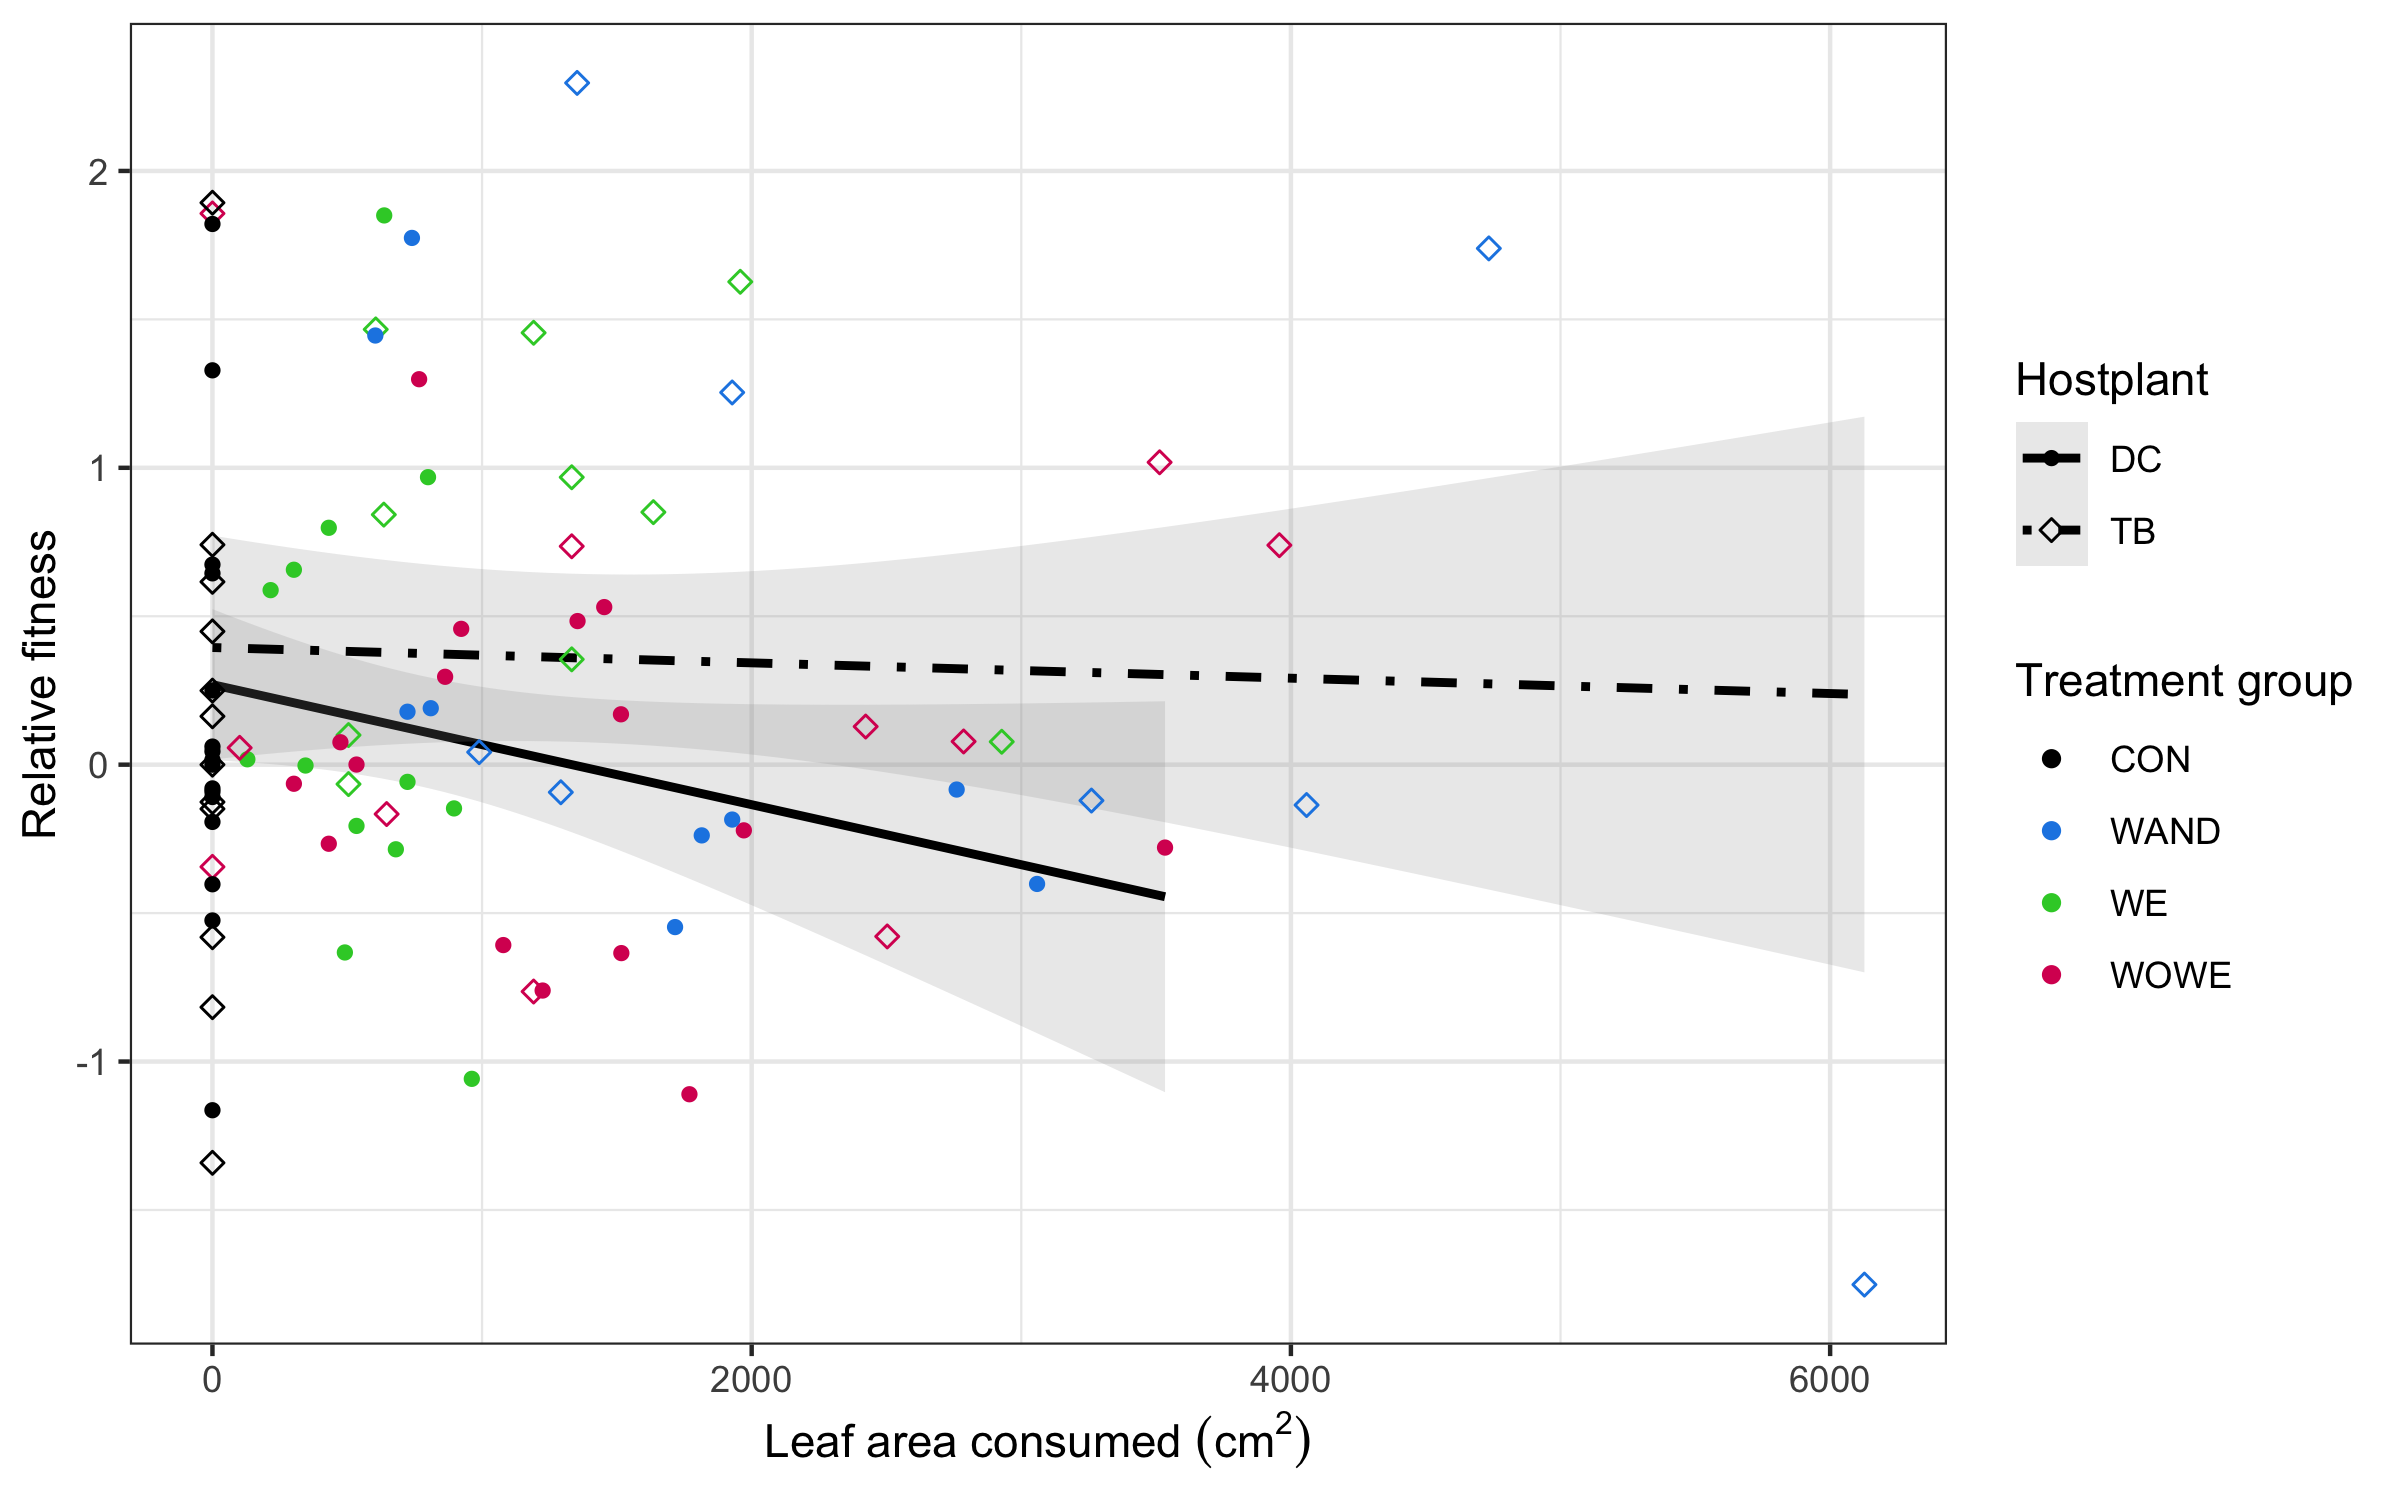 Relative fitness
2
1
0
-1
0
2000
4000
6000
Leaf area consumed (cm²)
Hostplant
DC
TB
Treatment group
CON
WAND
WE
WOWE